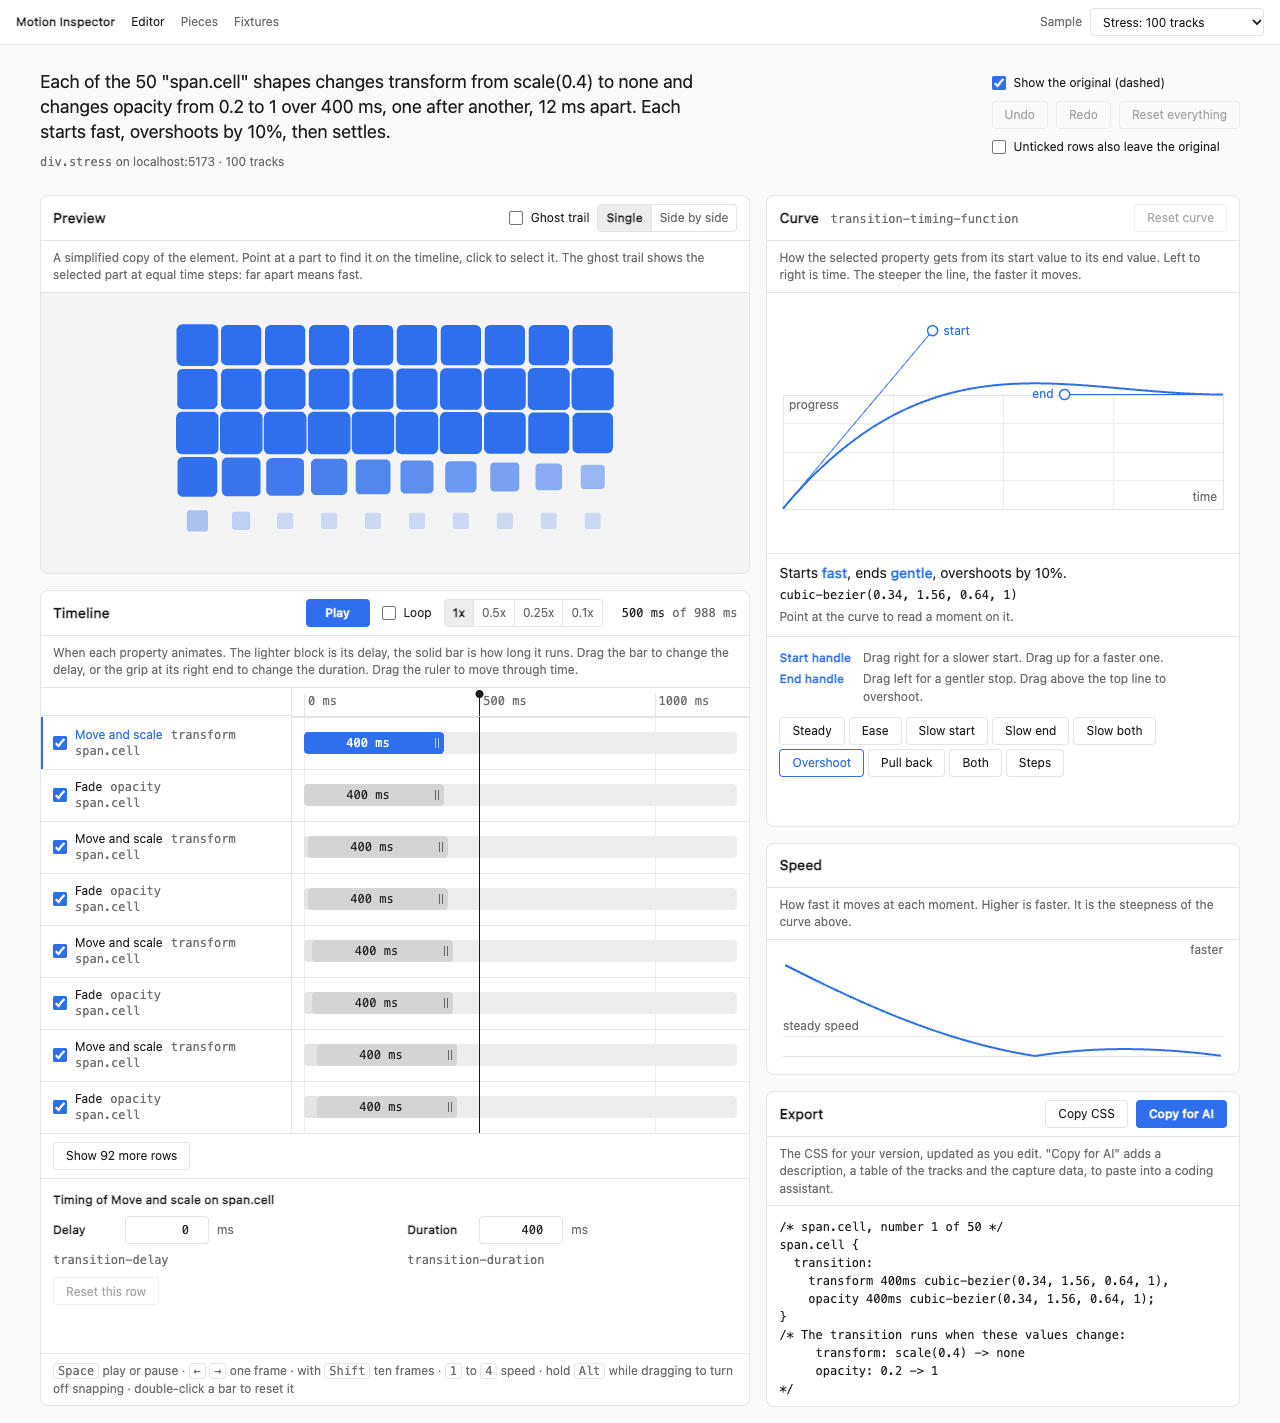 Motion Inspector Editor Pieces Fixtures
Sample Stress: 100 tracks
Each of the 50 "span.cell" shapes changes transform from scale(0.4) to none and
changes opacity from 0.2 to 1 over 400 ms, one after another, 12 ms apart. Each
starts fast, overshoots by 10%, then settles.
div.stress on localhost:5173 · 100 tracks
Show the original (dashed)
Undo Redo Reset everything
Unticked rows also leave the original
Preview
Ghost trail Single Side by side
A simplified copy of the element. Point at a part to find it on the timeline, click to select it. The ghost trail shows the
selected part at equal time steps: far apart means fast.
Timeline
Play Loop 1x 0.5x 0.25x 0.1x 500 ms of 988 ms
When each property animates. The lighter block is its delay, the solid bar is how long it runs. Drag the bar to change the
delay, or the grip at its right end to change the duration. Drag the ruler to move through time.
0 ms 500 ms 1000 ms
Move and scale transform
span.cell
400 ms
Fade opacity
span.cell
400 ms
Move and scale transform
span.cell
400 ms
Fade opacity
span.cell
400 ms
Move and scale transform
span.cell
400 ms
Fade opacity
span.cell
400 ms
Move and scale transform
span.cell
400 ms
Fade opacity
span.cell
400 ms
Show 92 more rows
Timing of Move and scale on span.cell
Delay 0 ms
Duration 400 ms
transition-delay
transition-duration
Reset this row
Space play or pause · ← → one frame · with Shift ten frames · 1 to 4 speed · hold Alt while dragging to turn
off snapping · double-click a bar to reset it
Curve transition-timing-function Reset curve
How the selected property gets from its start value to its end value. Left to
right is time. The steeper the line, the faster it moves.
start
end
progress
time
Starts fast, ends gentle, overshoots by 10%.
cubic-bezier(0.34, 1.56, 0.64, 1)
Point at the curve to read a moment on it.
Start handle Drag right for a slower start. Drag up for a faster one.
End handle Drag left for a gentler stop. Drag above the top line to
overshoot.
Steady Ease Slow start Slow end Slow both
Overshoot Pull back Both Steps
Speed
How fast it moves at each moment. Higher is faster. It is the steepness of the
curve above.
faster
steady speed
Export Copy CSS Copy for AI
The CSS for your version, updated as you edit. "Copy for AI" adds a
description, a table of the tracks and the capture data, to paste into a coding
assistant.
/* span.cell, number 1 of 50 */
span.cell {
  transition:
    transform 400ms cubic-bezier(0.34, 1.56, 0.64, 1),
    opacity 400ms cubic-bezier(0.34, 1.56, 0.64, 1);
}
/* The transition runs when these values change:
     transform: scale(0.4) -> none
     opacity: 0.2 -> 1
*/